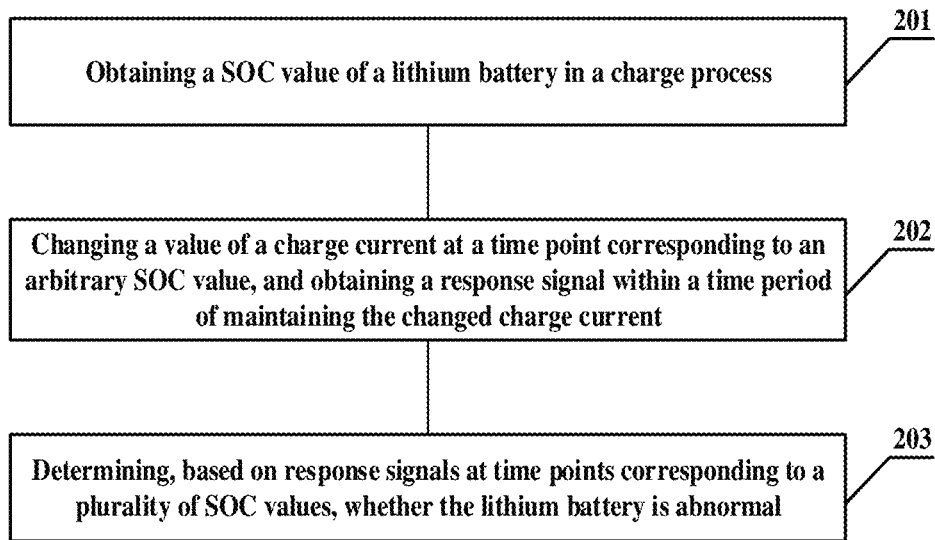 201
Obtaining a SOC value of a lithium battery in a charge process
202
Changing a value of a charge current at a time point corresponding to an
arbitrary SOC value, and obtaining a response signal within a time period
of maintaining the changed charge current
203
Determining, based on response signals at time points corresponding to a
plurality of SOC values, whether the lithium battery is abnormal